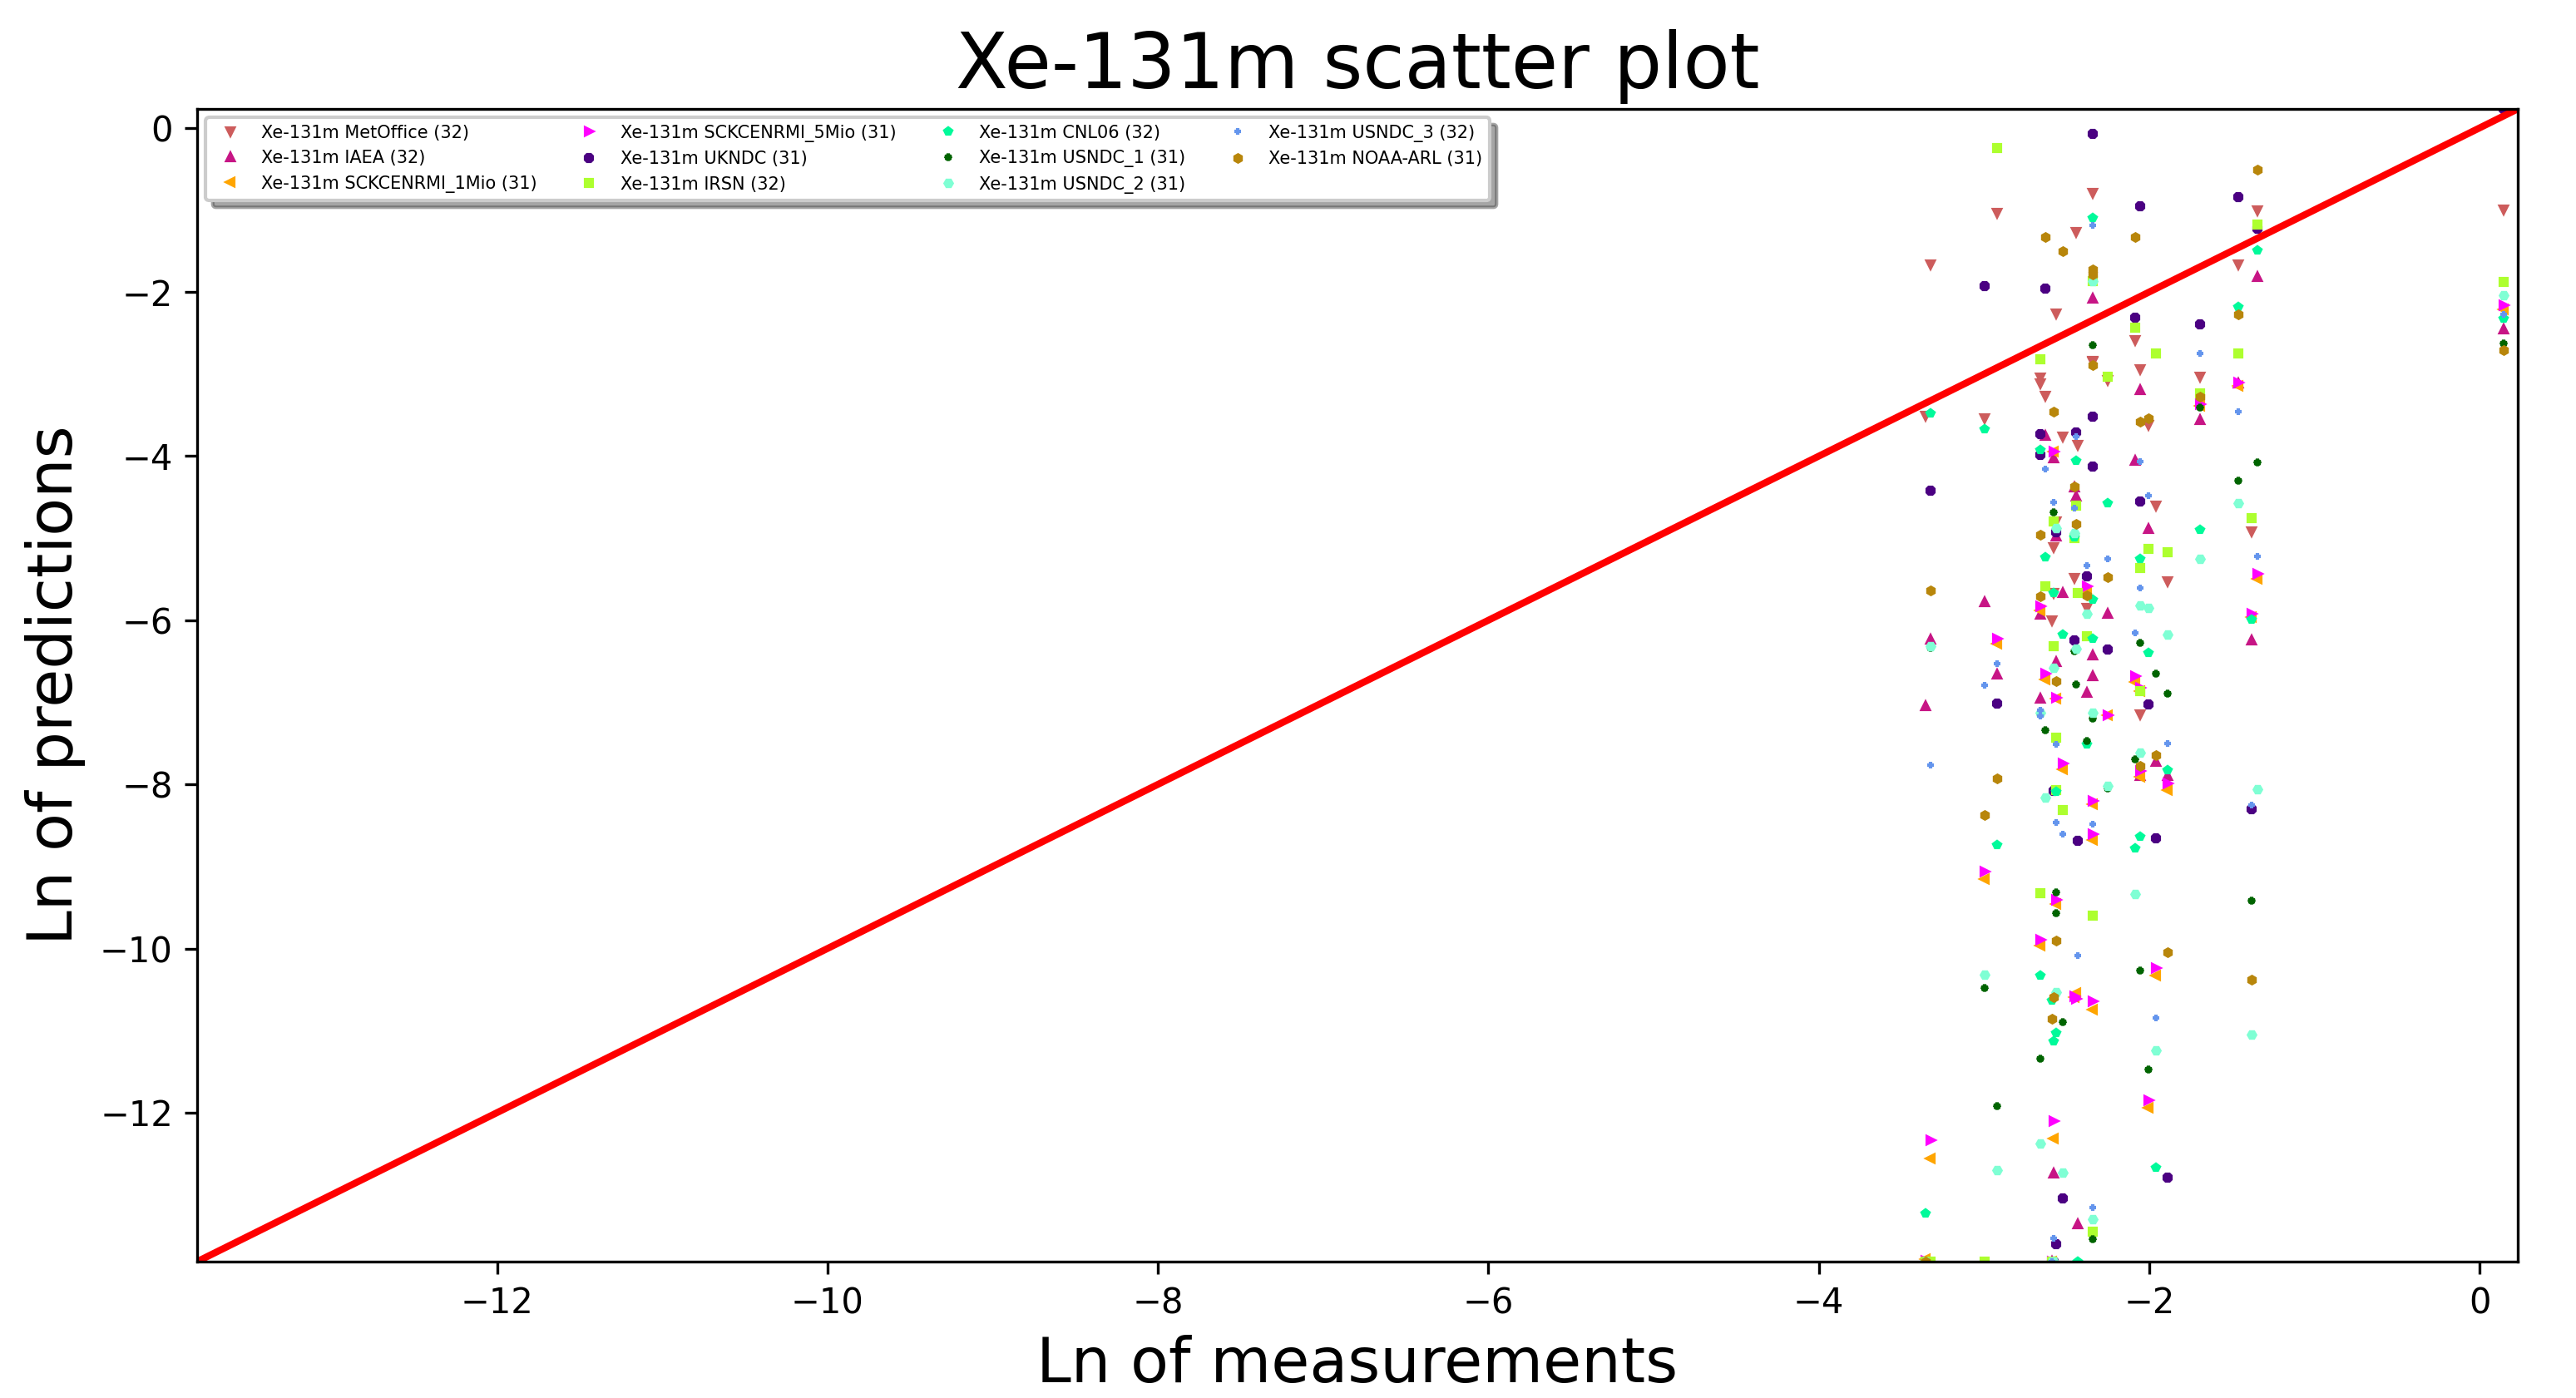 Xe-131m scatter plot
Xe-131m MetOffice (32)
Xe-131m IAEA (32)
Xe-131m SCKCENRMI_1Mio (31)
Xe-131m SCKCENRMI_5Mio (31)
Xe-131m UKNDC (31)
Xe-131m IRSN (32)
Xe-131m CNL06 (32)
Xe-131m USNDC_1 (31)
Xe-131m USNDC_2 (31)
Xe-131m USNDC_3 (32)
Xe-131m NOAA-ARL (31)
Ln of predictions
0
−2
−4
−6
−8
−10
−12
−12
−10
−8
−6
−4
−2
0
Ln of measurements